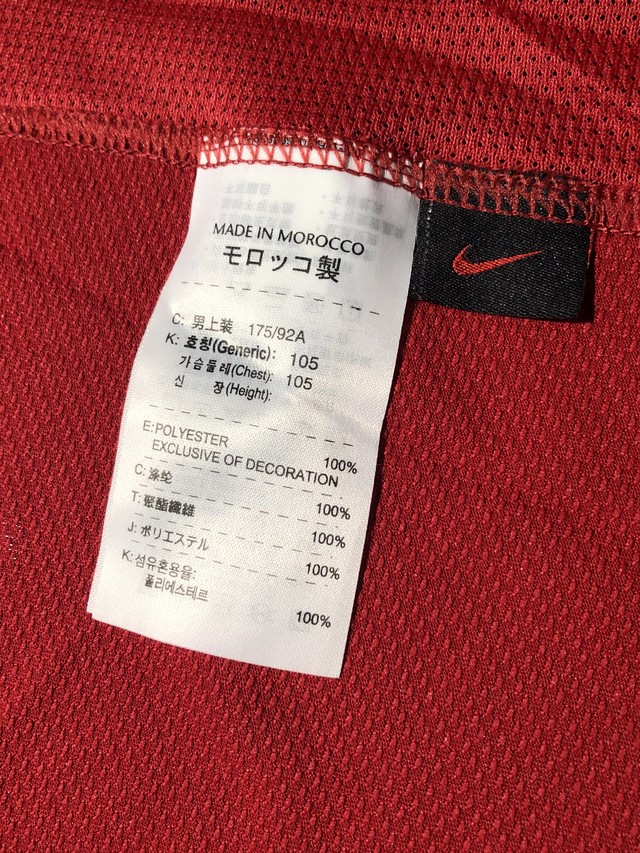 MADE IN MOROCCO
モロッコ製
C: 男上装 175/92A
K: 호칭(Generic): 105
가슴둘레(Chest): 105
신 장(Height):
E:POLYESTER 100%
EXCLUSIVE OF DECORATION
C: 涤纶 100%
T: 聚酯纖維 100%
J: ポリエステル 100%
K: 섬유혼용율:
폴리에스테르 100%